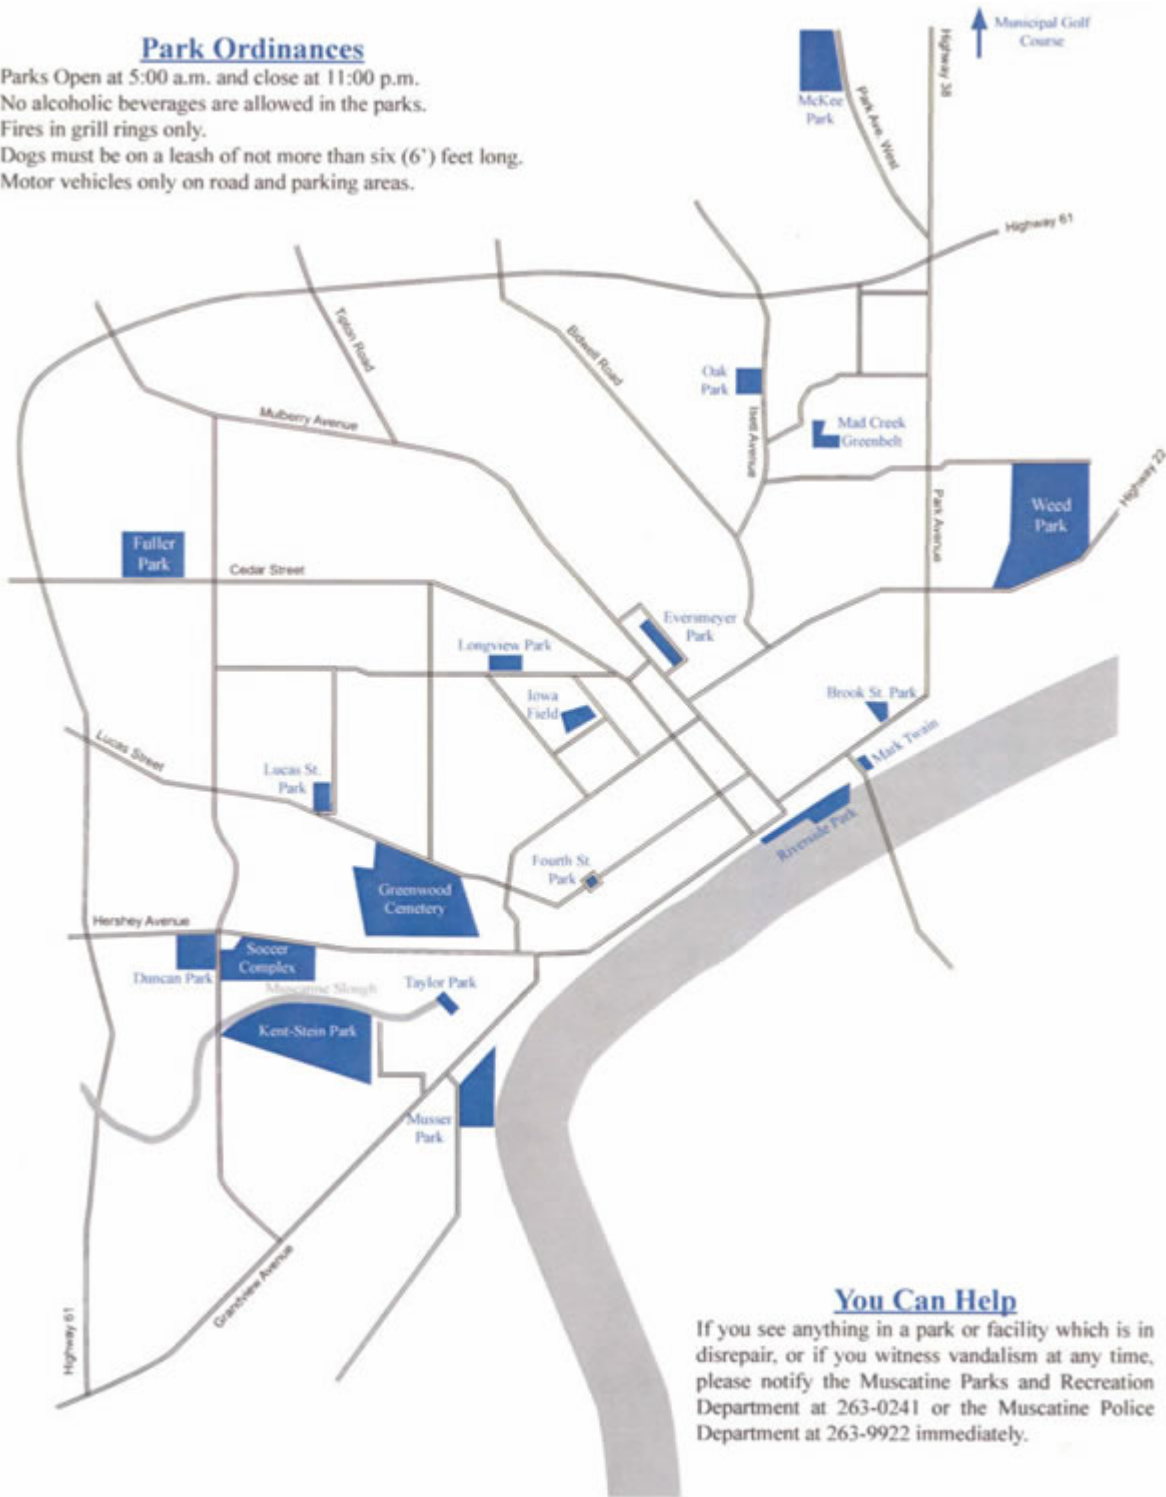 Park Ordinances
Parks Open at 5:00 a.m. and close at 11:00 p.m.
No alcoholic beverages are allowed in the parks.
Fires in grill rings only.
Dogs must be on a leash of not more than six (6') feet long.
Motor vehicles only on road and parking areas.
Municipal Golf
Course
Highway 38
McKee
Park
Park Ave. West
Highway 61
Tipton Road
Bidwell Road
Oak
Park
Isett Avenue
Mulberry Avenue
Mad Creek
Greenbelt
Highway 22
Weed
Park
Park Avenue
Fuller
Park
Cedar Street
Eversmeyer
Park
Longview Park
Iowa
Field
Brook St. Park
Mark Twain
Lucas Street
Lucas St.
Park
Riverside Park
Fourth St.
Park
Greenwood
Cemetery
Hershey Avenue
Soccer
Complex
Duncan Park
Muscatine Slough
Taylor Park
Kent-Stein Park
Musser
Park
Grandview Avenue
Highway 61
You Can Help
If you see anything in a park or facility which is in
disrepair, or if you witness vandalism at any time,
please notify the Muscatine Parks and Recreation
Department at 263-0241 or the Muscatine Police
Department at 263-9922 immediately.